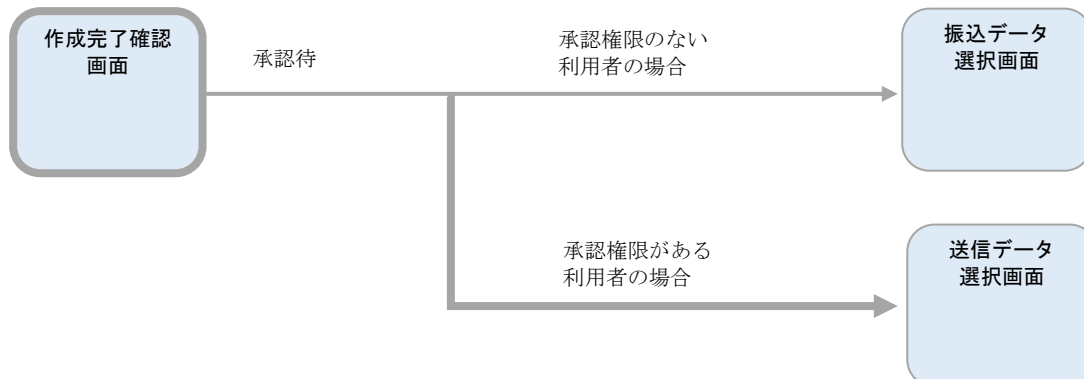 作成完了確認
画面
承認待
承認権限のない
利用者の場合
振込データ
選択画面
承認権限がある
利用者の場合
送信データ
選択画面